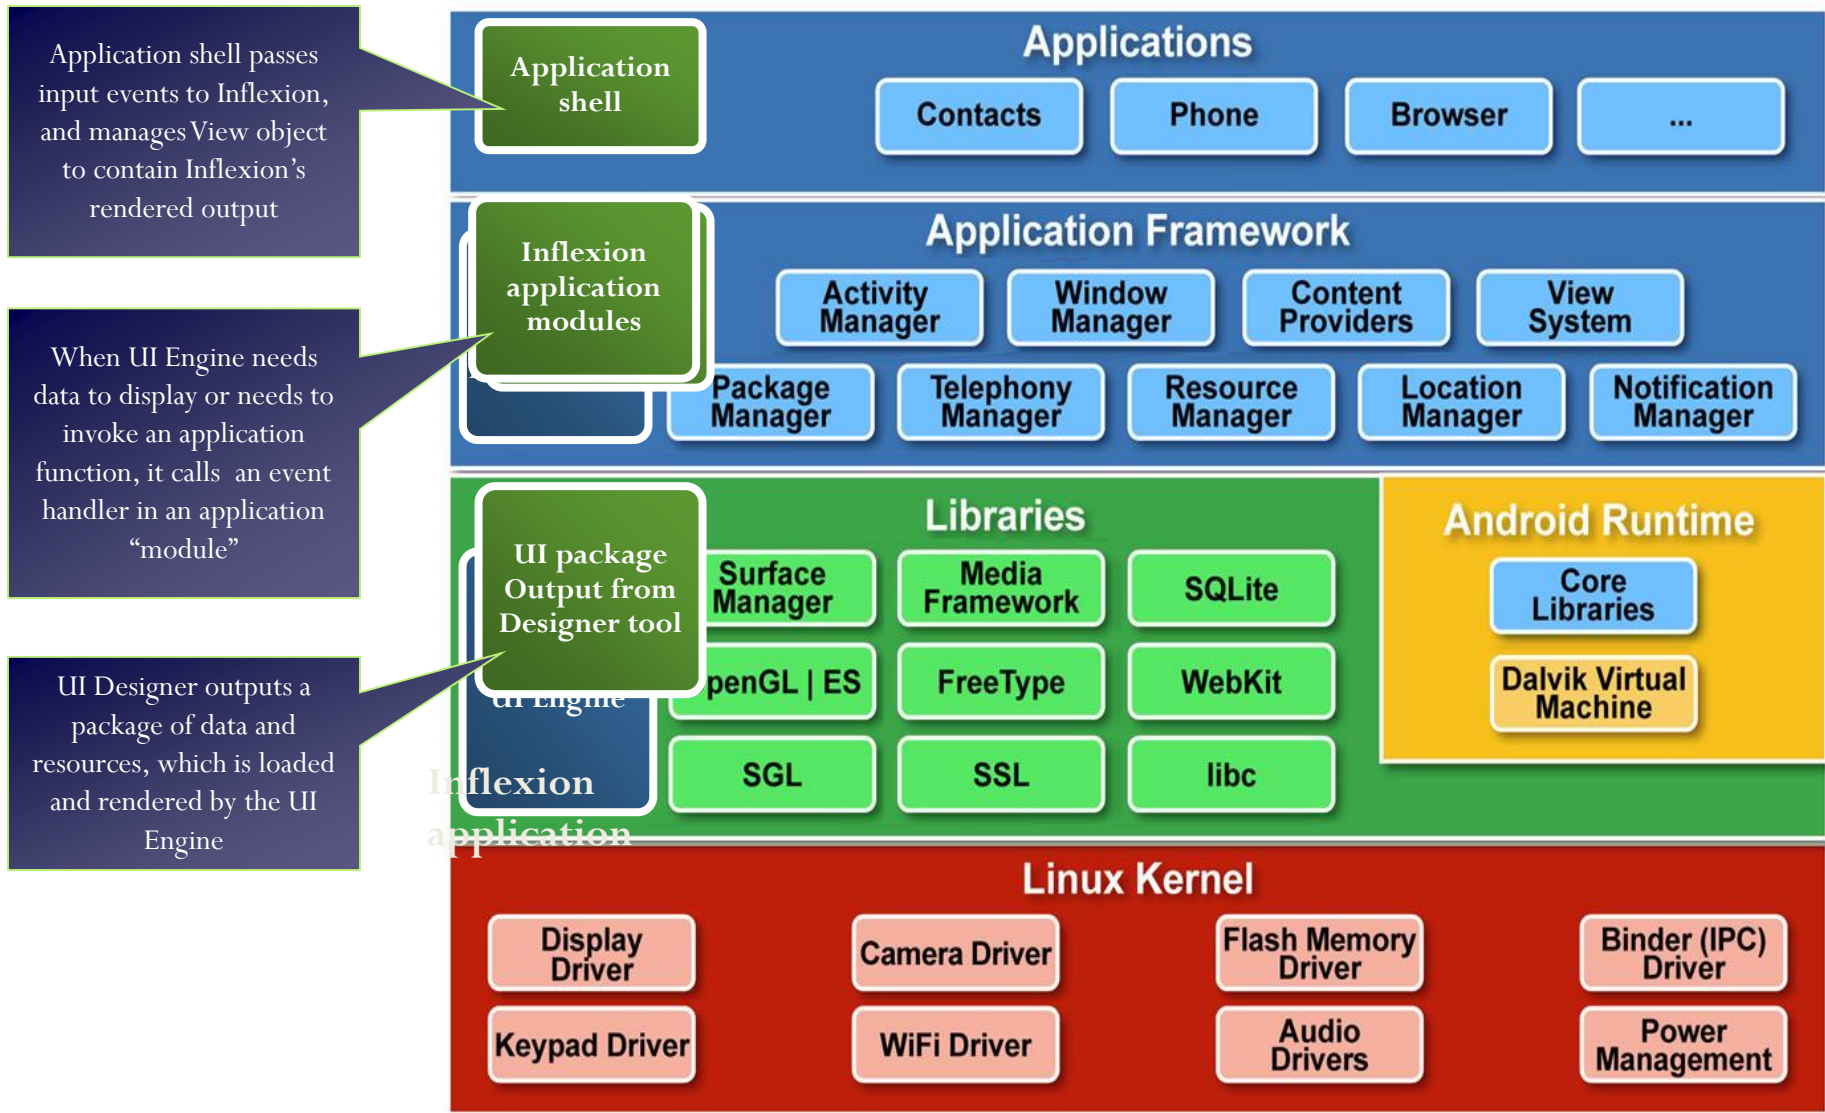 Application shell passes
input events to Inflexion,
and manages View object
to contain Inflexion’s
rendered output
When UI Engine needs
data to display or needs to
invoke an application
function, it calls an event
handler in an application
“module”
UI Designer outputs a
package of data and
resources, which is loaded
and rendered by the UI
Engine
Application
shell
Applications
Contacts
Phone
Browser
...
Inflexion
application
modules
Application Framework
Activity
Manager
Window
Manager
Content
Providers
View
System
Package
Manager
Telephony
Manager
Resource
Manager
Location
Manager
Notification
Manager
UI package
Output from
Designer tool
UI Engine
Inflexion
application
Libraries
Surface
Manager
Media
Framework
SQLite
penGL | ES
FreeType
WebKit
SGL
SSL
libc
Android Runtime
Core
Libraries
Dalvik Virtual
Machine
Linux Kernel
Display
Driver
Camera Driver
Flash Memory
Driver
Binder (IPC)
Driver
Keypad Driver
WiFi Driver
Audio
Drivers
Power
Management